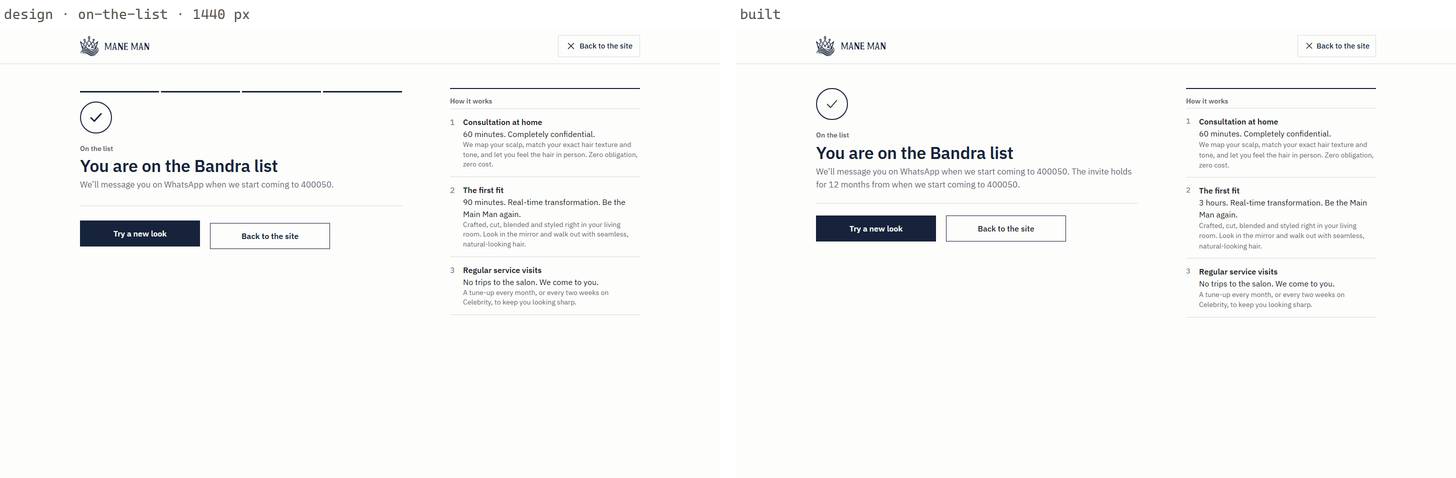 design · on-the-list · 1440 px
MANE MAN
Back to the site
On the list
You are on the Bandra list
We'll message you on WhatsApp when we start coming to 400050.
Try a new look
Back to the site
How it works
1 Consultation at home
60 minutes. Completely confidential.
We map your scalp, match your exact hair texture and
tone, and let you feel the hair in person. Zero obligation,
zero cost.
2 The first fit
90 minutes. Real-time transformation. Be the
Main Man again.
Crafted, cut, blended and styled right in your living
room. Look in the mirror and walk out with seamless,
natural-looking hair.
3 Regular service visits
No trips to the salon. We come to you.
A tune-up every month, or every two weeks on
Celebrity, to keep you looking sharp.
built
MANE MAN
Back to the site
On the list
You are on the Bandra list
We'll message you on WhatsApp when we start coming to 400050. The invite holds
for 12 months from when we start coming to 400050.
Try a new look
Back to the site
How it works
1 Consultation at home
60 minutes. Completely confidential.
We map your scalp, match your exact hair texture and
tone, and let you feel the hair in person. Zero obligation,
zero cost.
2 The first fit
3 hours. Real-time transformation. Be the Main
Man again.
Crafted, cut, blended and styled right in your living
room. Look in the mirror and walk out with seamless,
natural-looking hair.
3 Regular service visits
No trips to the salon. We come to you.
A tune-up every month, or every two weeks on
Celebrity, to keep you looking sharp.